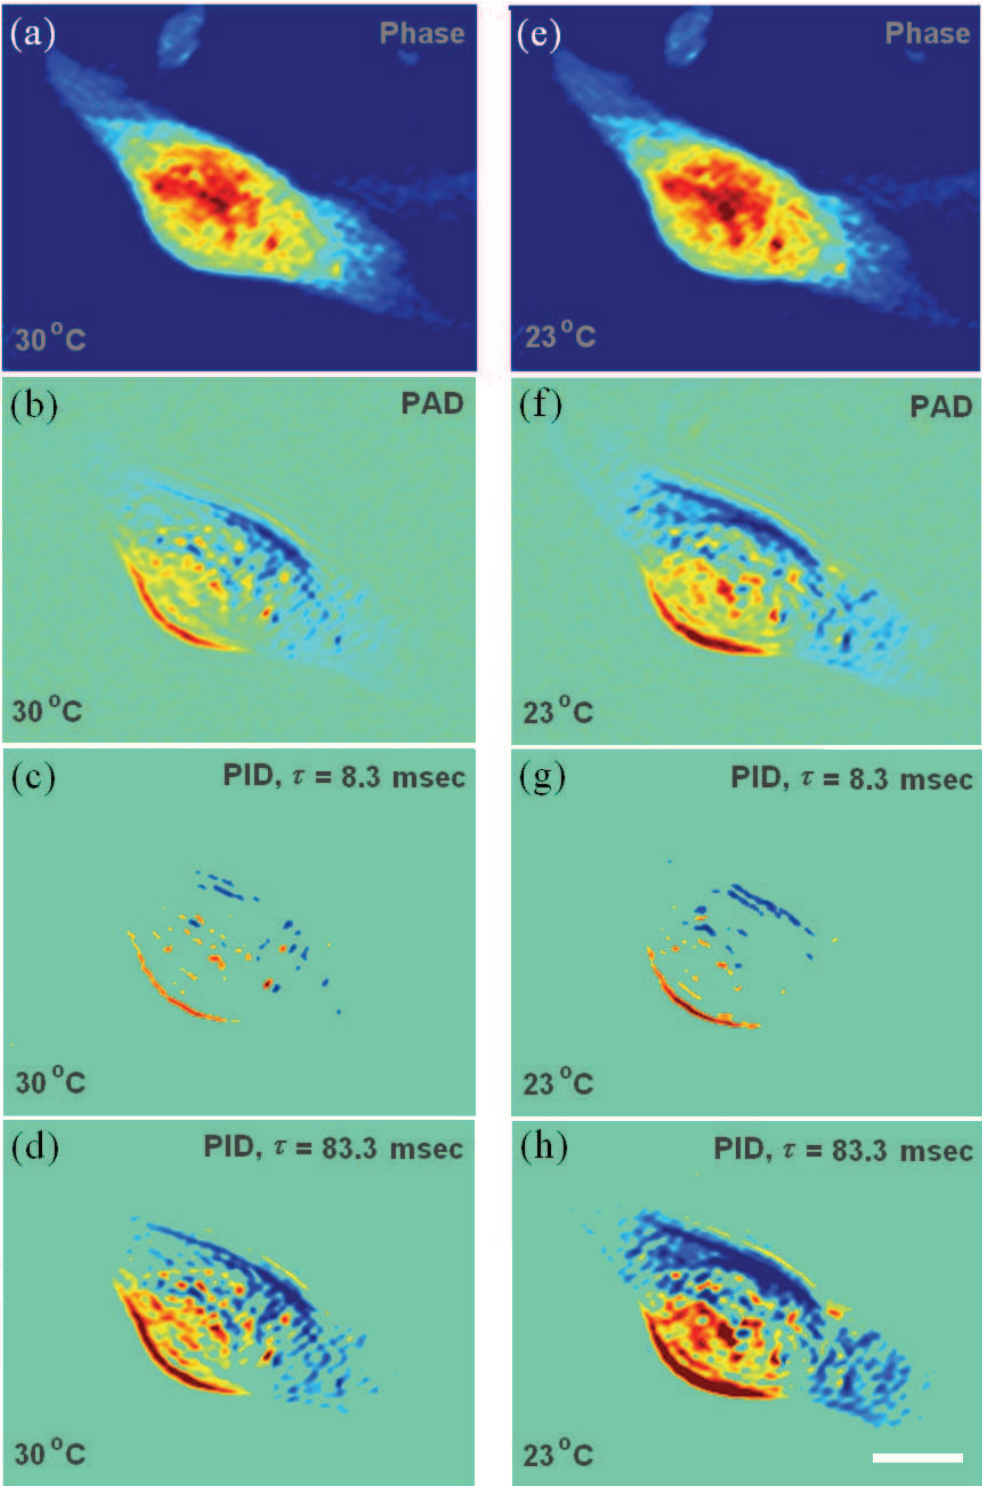 (a) Phase
30 °C
(e) Phase
23 °C
(b) PAD
30 °C
(f) PAD
23 °C
(c) PID, τ = 8.3 msec
30 °C
(g) PID, τ = 8.3 msec
23 °C
(d) PID, τ = 83.3 msec
30 °C
(h) PID, τ = 83.3 msec
23 °C